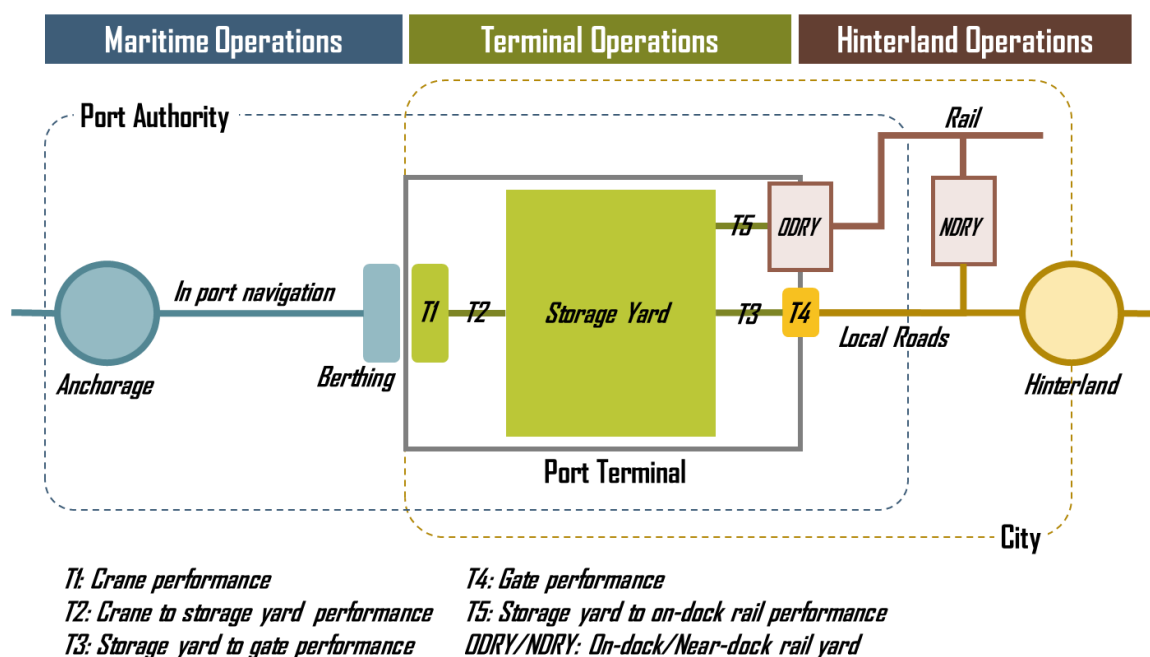 Maritime Operations
Terminal Operations
Hinterland Operations
Port Authority
Rail
T5
ODRY
NDRY
In port navigation
T1
T2
Storage Yard
T3
T4
Local Roads
Anchorage
Berthing
Hinterland
Port Terminal
City
T1: Crane performance
T2: Crane to storage yard performance
T3: Storage yard to gate performance
T4: Gate performance
T5: Storage yard to on-dock rail performance
ODRY/NDRY: On-dock/Near-dock rail yard